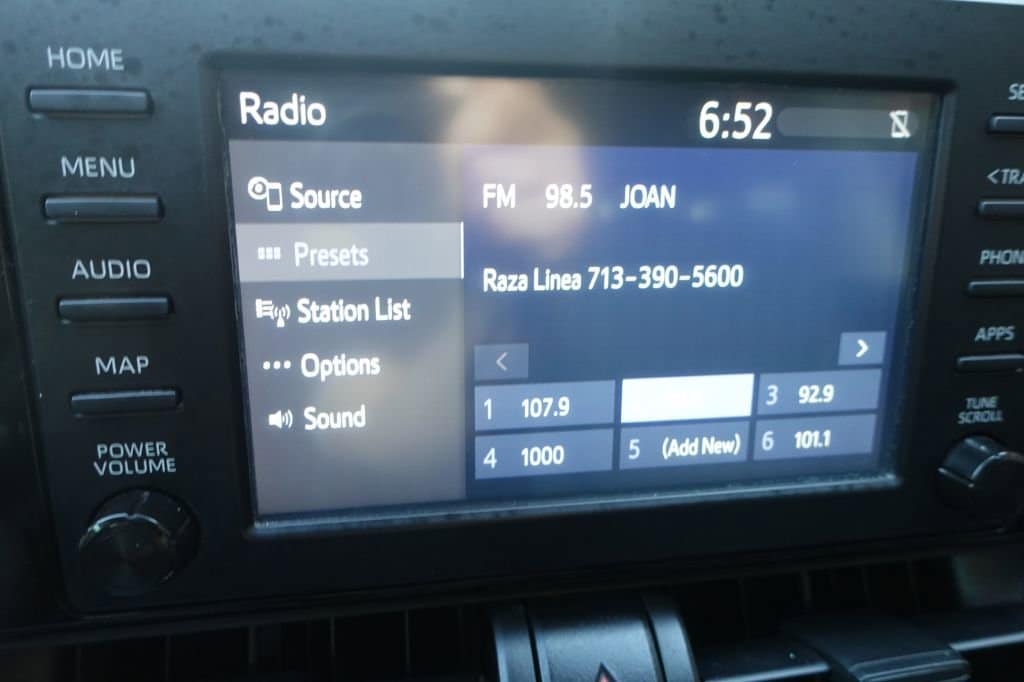 HOME
MENU
AUDIO
MAP
POWER
VOLUME
Radio
6:52
Source
Presets
Station List
Options
Sound
FM 98.5 JOAN
Raza Linea 713-390-5600
<
>
1 107.9
3 92.9
4 1000
5 (Add New)
6 101.1
SE
<TRA
PHON
APPS
TUNE
SCROLL